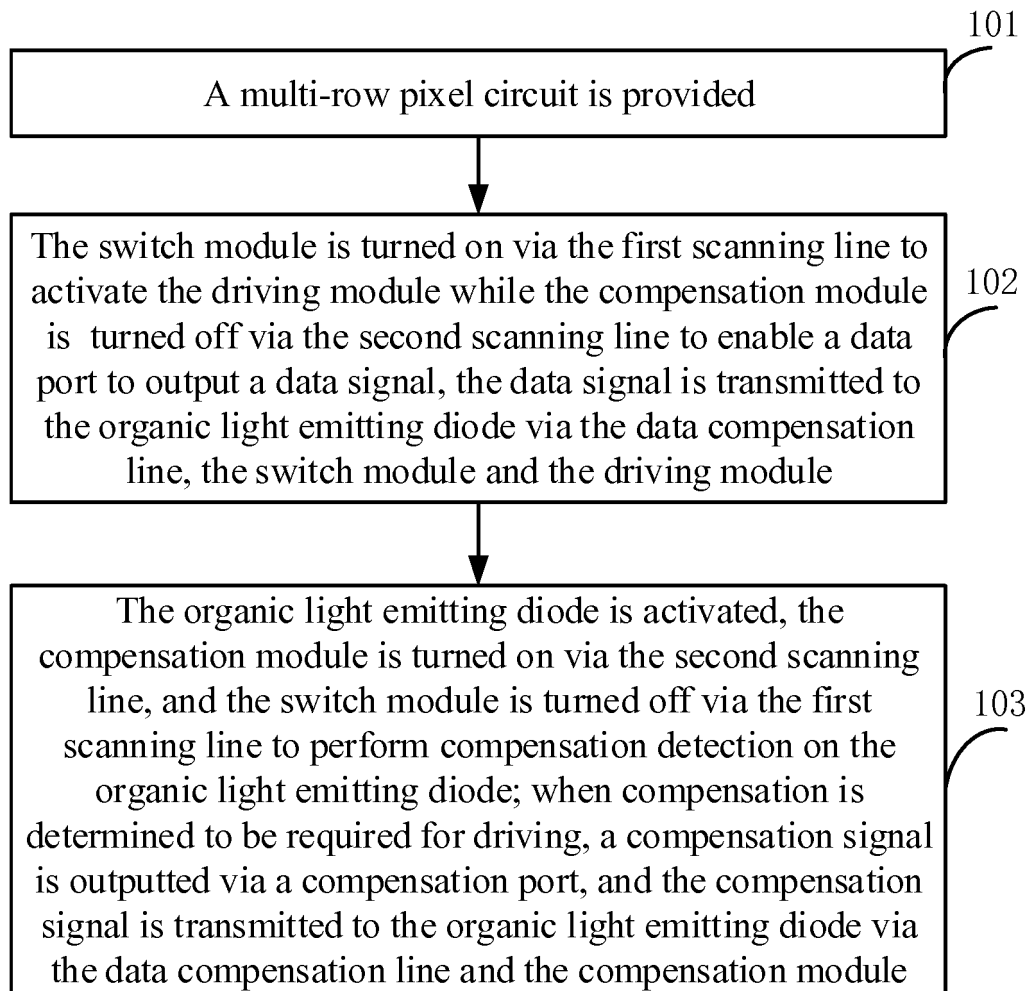 101
A multi-row pixel circuit is provided
The switch module is turned on via the first scanning line to
activate the driving module while the compensation module
is turned off via the second scanning line to enable a data
port to output a data signal, the data signal is transmitted to
the organic light emitting diode via the data compensation
line, the switch module and the driving module
102
The organic light emitting diode is activated, the
compensation module is turned on via the second scanning
line, and the switch module is turned off via the first
scanning line to perform compensation detection on the
organic light emitting diode; when compensation is
determined to be required for driving, a compensation signal
is outputted via a compensation port, and the compensation
signal is transmitted to the organic light emitting diode via
the data compensation line and the compensation module
103